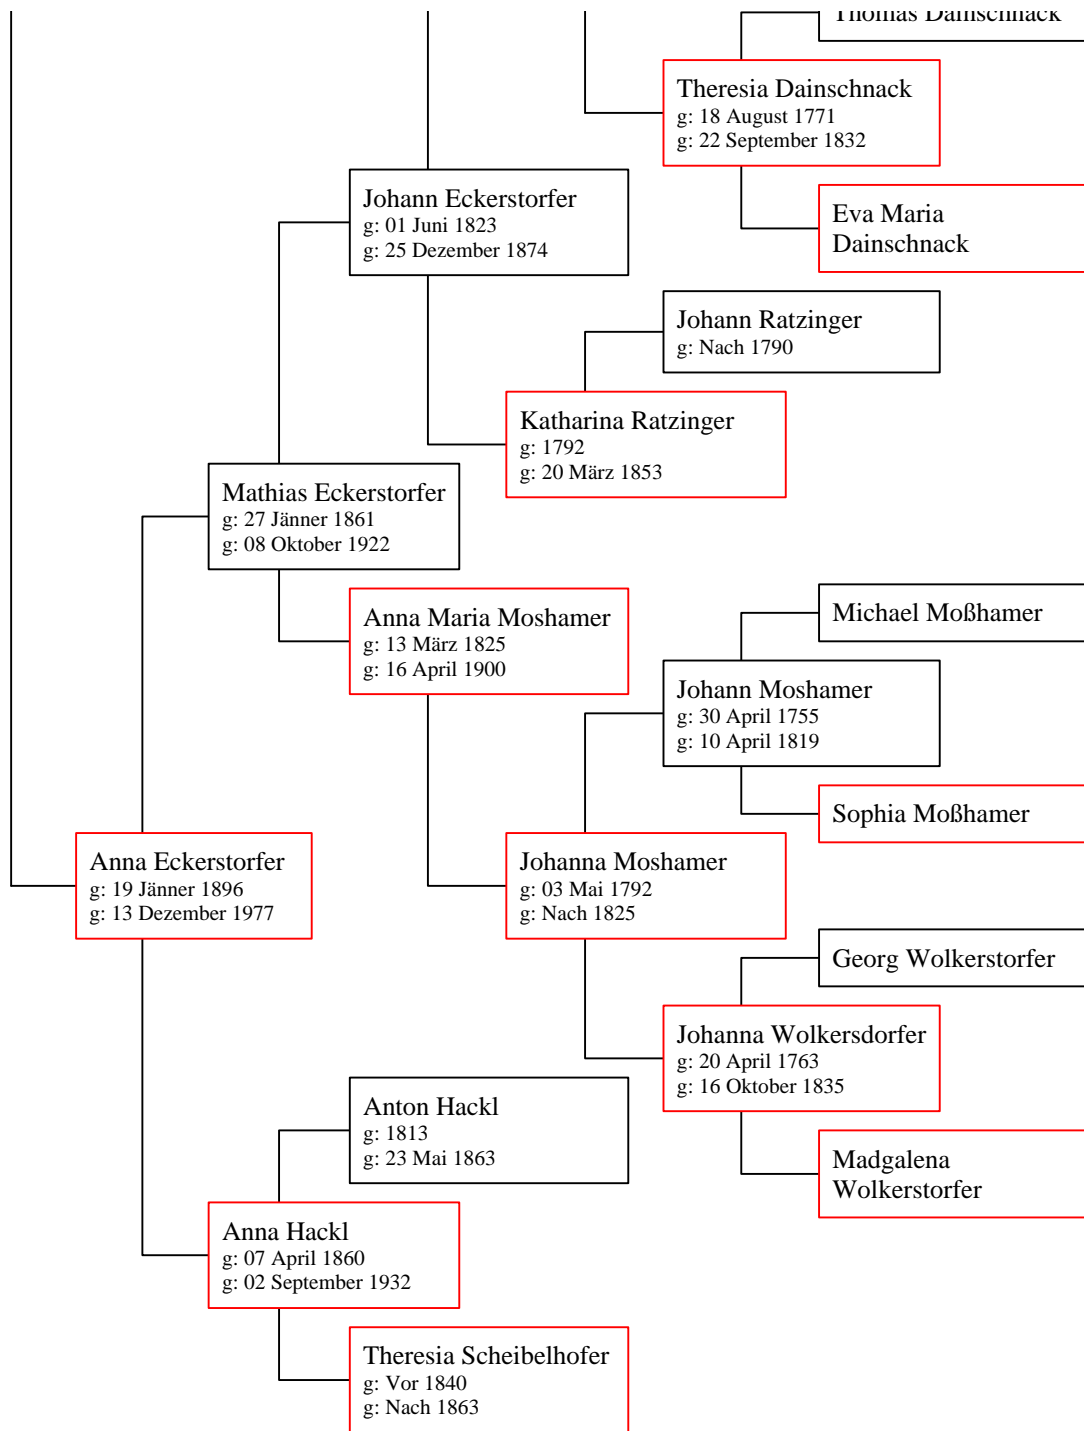 Thomas Dainschnack
Theresia Dainschnack
g: 18 August 1771
g: 22 September 1832
Johann Eckerstorfer
g: 01 Juni 1823
g: 25 Dezember 1874
Eva Maria
Dainschnack
Johann Ratzinger
g: Nach 1790
Katharina Ratzinger
g: 1792
g: 20 März 1853
Mathias Eckerstorfer
g: 27 Jänner 1861
g: 08 Oktober 1922
Anna Maria Moshamer
g: 13 März 1825
g: 16 April 1900
Michael Moßhamer
Johann Moshamer
g: 30 April 1755
g: 10 April 1819
Sophia Moßhamer
Anna Eckerstorfer
g: 19 Jänner 1896
g: 13 Dezember 1977
Johanna Moshamer
g: 03 Mai 1792
g: Nach 1825
Georg Wolkerstorfer
Johanna Wolkersdorfer
g: 20 April 1763
g: 16 Oktober 1835
Anton Hackl
g: 1813
g: 23 Mai 1863
Madgalena
Wolkerstorfer
Anna Hackl
g: 07 April 1860
g: 02 September 1932
Theresia Scheibelhofer
g: Vor 1840
g: Nach 1863